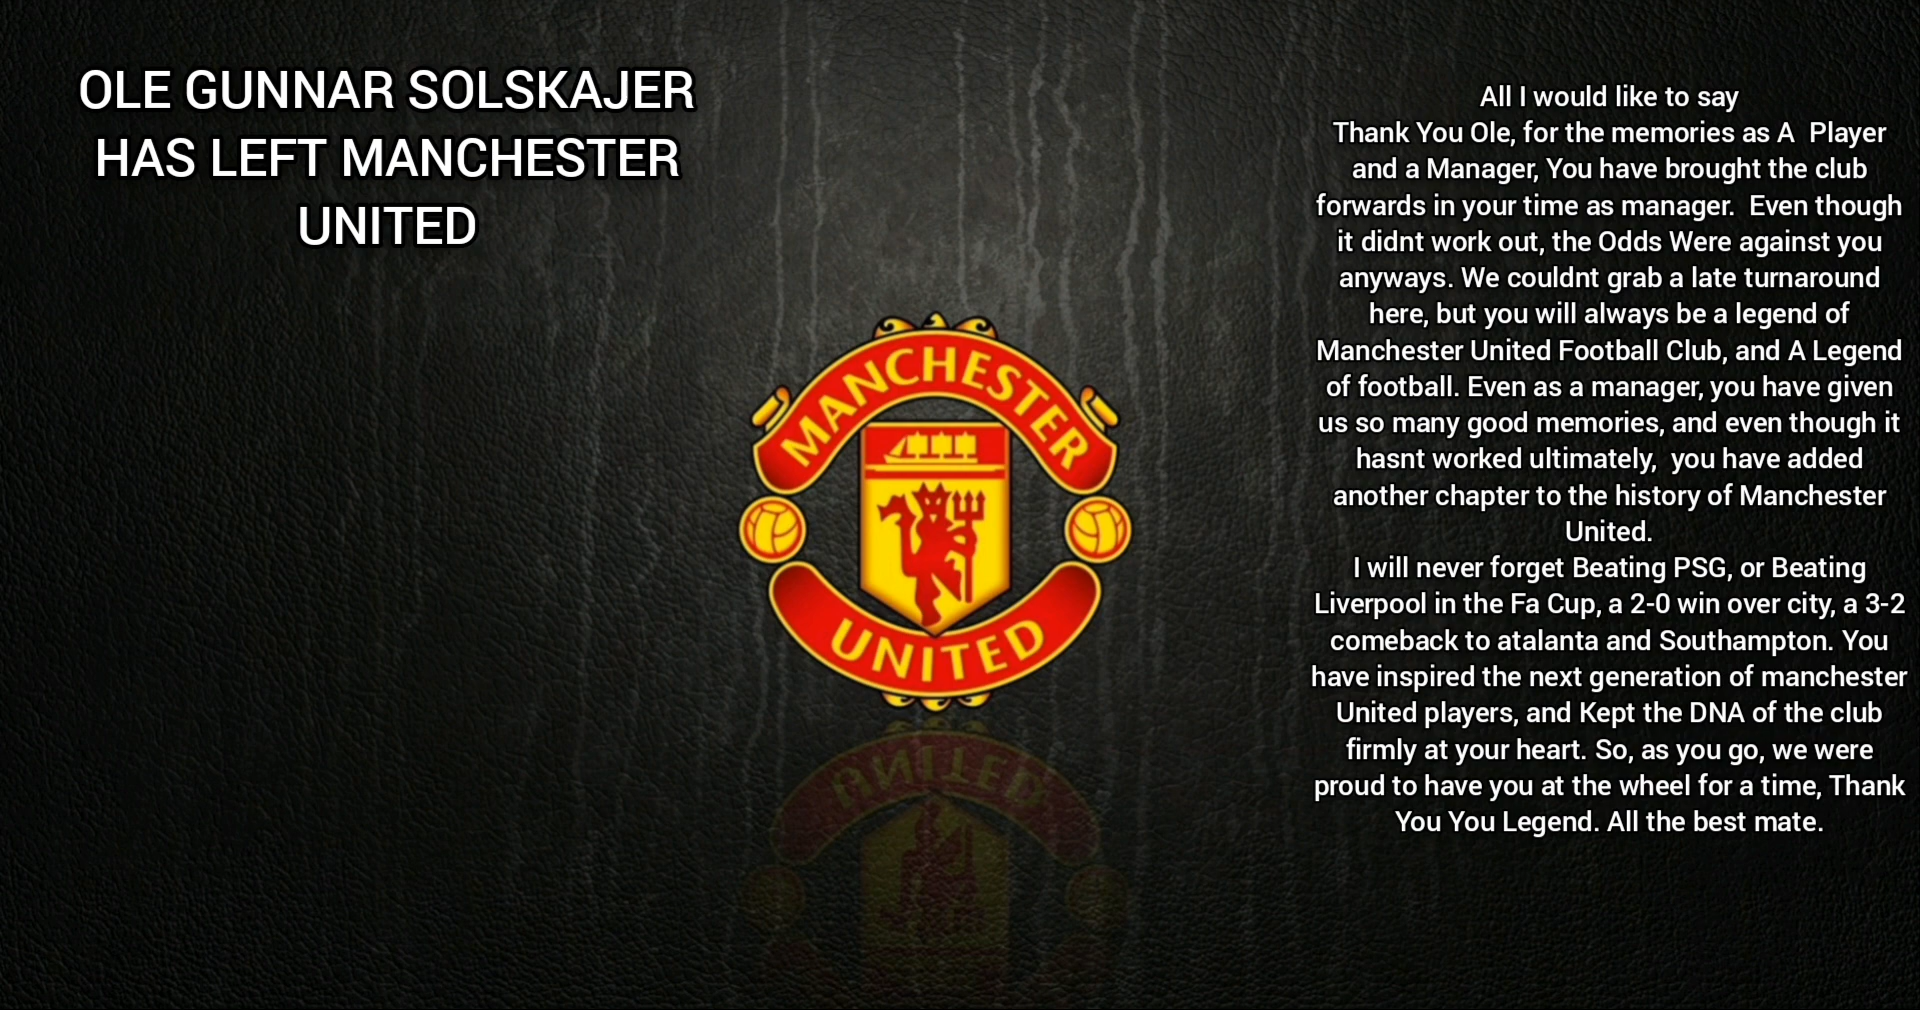 OLE GUNNAR SOLSKAJER
HAS LEFT MANCHESTER
UNITED
MANCHESTER
UNITED
All I would like to say
Thank You Ole, for the memories as A  Player
and a Manager, You have brought the club
forwards in your time as manager.  Even though
it didnt work out, the Odds Were against you
anyways. We couldnt grab a late turnaround
here, but you will always be a legend of
Manchester United Football Club, and A Legend
of football. Even as a manager, you have given
us so many good memories, and even though it
hasnt worked ultimately,  you have added
another chapter to the history of Manchester
United.
I will never forget Beating PSG, or Beating
Liverpool in the Fa Cup, a 2-0 win over city, a 3-2
comeback to atalanta and Southampton. You
have inspired the next generation of manchester
United players, and Kept the DNA of the club
firmly at your heart. So, as you go, we were
proud to have you at the wheel for a time, Thank
You You Legend. All the best mate.